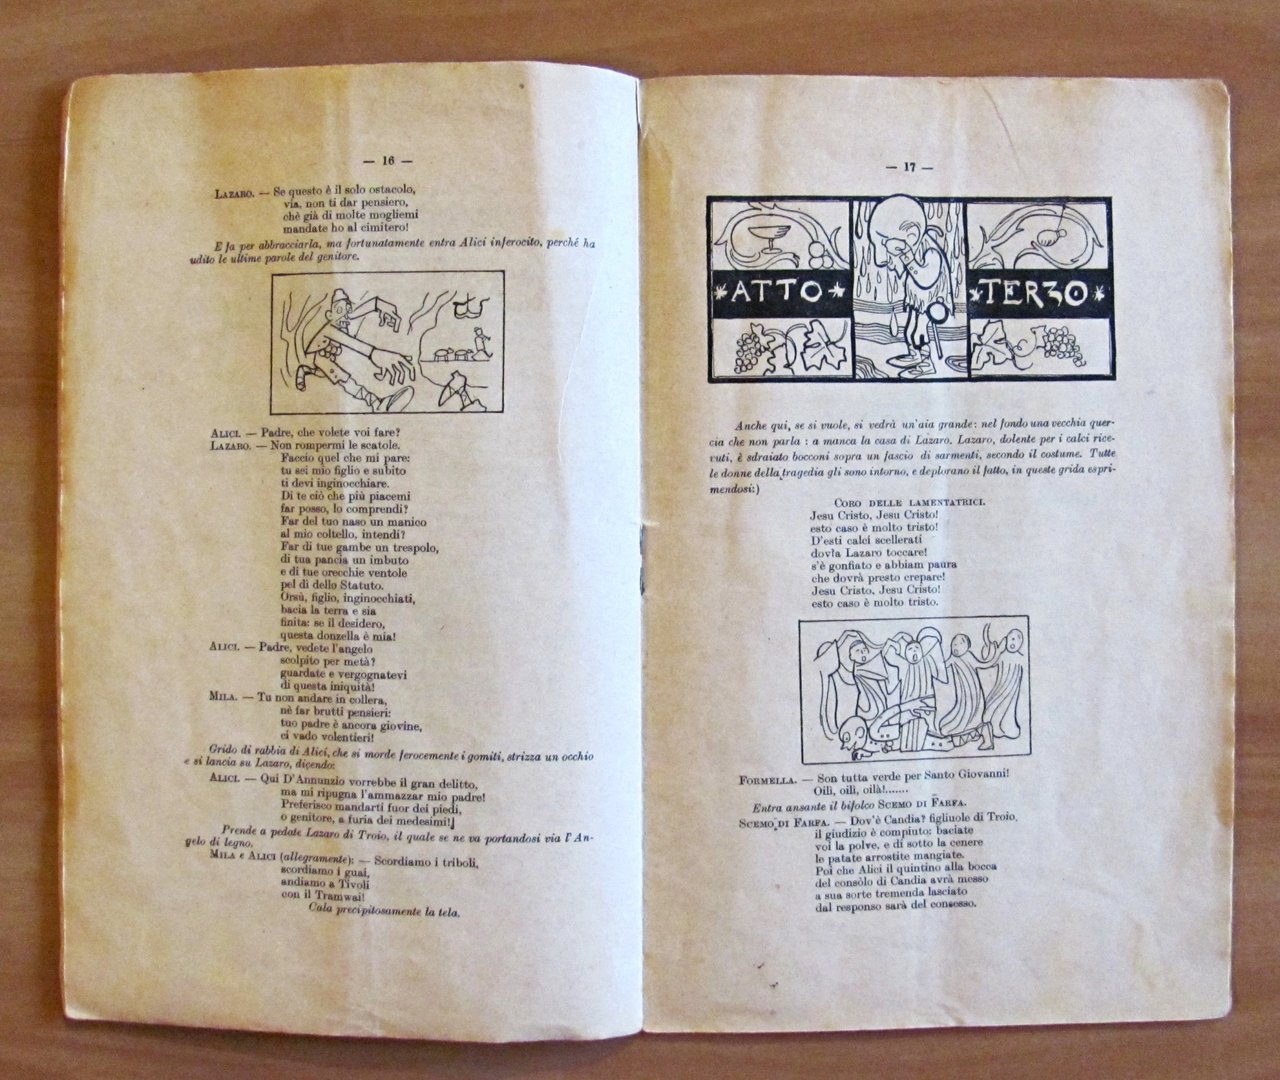 — 16 —
LAZARO. — Se questo è il solo ostacolo,
via, non ti dar pensiero,
chè già di molte mogliemi
mandate ho al cimitero!
E fa per abbracciarla, ma fortunatamente entra Alici inferocito, perché ha
udito le ultime parole del genitore.
ALICI. — Padre, che volete voi fare?
LAZARO. — Non rompermi le scatole.
Faccio quel che mi pare:
tu sei mio figlio e subito
ti devi inginocchiare.
Di te ciò che più piacemi
far posso, lo comprendi?
Far del tuo naso un manico
al mio coltello, intendi?
Far di tue gambe un trespolo,
di tua pancia un imbuto
e di tue orecchie ventole
pel dì dello Statuto.
Orsù, figlio, inginocchiati,
bacia la terra e sia
finita: se il desidero,
questa donzella è mia!
ALICI. — Padre, vedete l'angelo
scolpito per metà?
guardate e vergognatevi
di questa iniquità!
MILA. — Tu non andare in collera,
nè far brutti pensieri:
tuo padre è ancora giovine,
ci vado volentieri!
Grido di rabbia di Alici, che si morde ferocemente i gomiti, strizza un occhio
e si lancia su Lazaro, dicendo:
ALICI. — Qui D'Annunzio vorrebbe il gran delitto,
ma mi ripugna l'ammazzar mio padre!
Preferisco mandarti fuor dei piedi,
o genitore, a furia dei medesimi!
Prende a pedate Lazaro di Troio, il quale se ne va portandosi via l'An-
gelo di legno.
MILA E ALICI (allegramente): — Scordiamo i triboli,
scordiamo i guai,
andiamo a Tivoli
con il Tramwai!
Cala precipitosamente la tela.
— 17 —
ATTO TERZO
Anche qui, se si vuole, si vedrà un'aia grande: nel fondo una vecchia quer-
cia che non parla: a manca la casa di Lazaro. Lazaro, dolente per i calci rice-
vuti, è sdraiato bocconi sopra un fascio di sarmenti, secondo il costume. Tutte
le donne della tragedia gli sono intorno, e deplorano il fatto, in queste grida espri-
mendosi:)
CORO DELLE LAMENTATRICI.
Jesu Cristo, Jesu Cristo!
esto caso è molto tristo!
D'esti calci scellerati
dovla Lazaro toccare!
s'è gonfiato e abbiam paura
che dovrà presto crepare!
Jesu Cristo, Jesu Cristo!
esto caso è molto tristo.
FORMELLA. — Son tutta verde per Santo Giovanni!
Oilì, oilì, oilà!.......
Entra ansante il bifolco SCEMO DI FARFA.
SCEMO DI FARFA. — Dov'è Candia? figliuole di Troio,
il giudizio è compiuto: baciate
voi la polve, e di sotto la cenere
le patate arrostite mangiate.
Poi che Alici il quintino alla bocca
del consòlo di Candia avrà messo
a sua sorte tremenda lasciato
dal responso sarà del consesso.